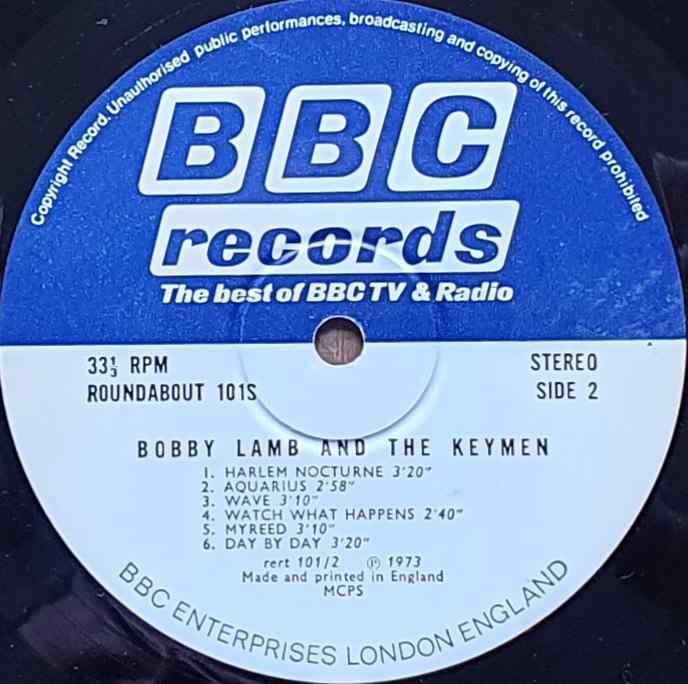 Copyright Record. Unauthorised public performances, broadcasting and copying of this record prohibited
BBC
records
The best of BBC TV & Radio
33⅓ RPM
STEREO
ROUNDABOUT 101S
SIDE 2
BOBBY LAMB AND THE KEYMEN
1. HARLEM NOCTURNE 3'20"
2. AQUARIUS 2'58"
3. WAVE 3'10"
4. WATCH WHAT HAPPENS 2'40"
5. MYREED 3'10"
6. DAY BY DAY 3'20"
rert 101/2 ℗ 1973
Made and printed in England
MCPS
BBC ENTERPRISES LONDON ENGLAND